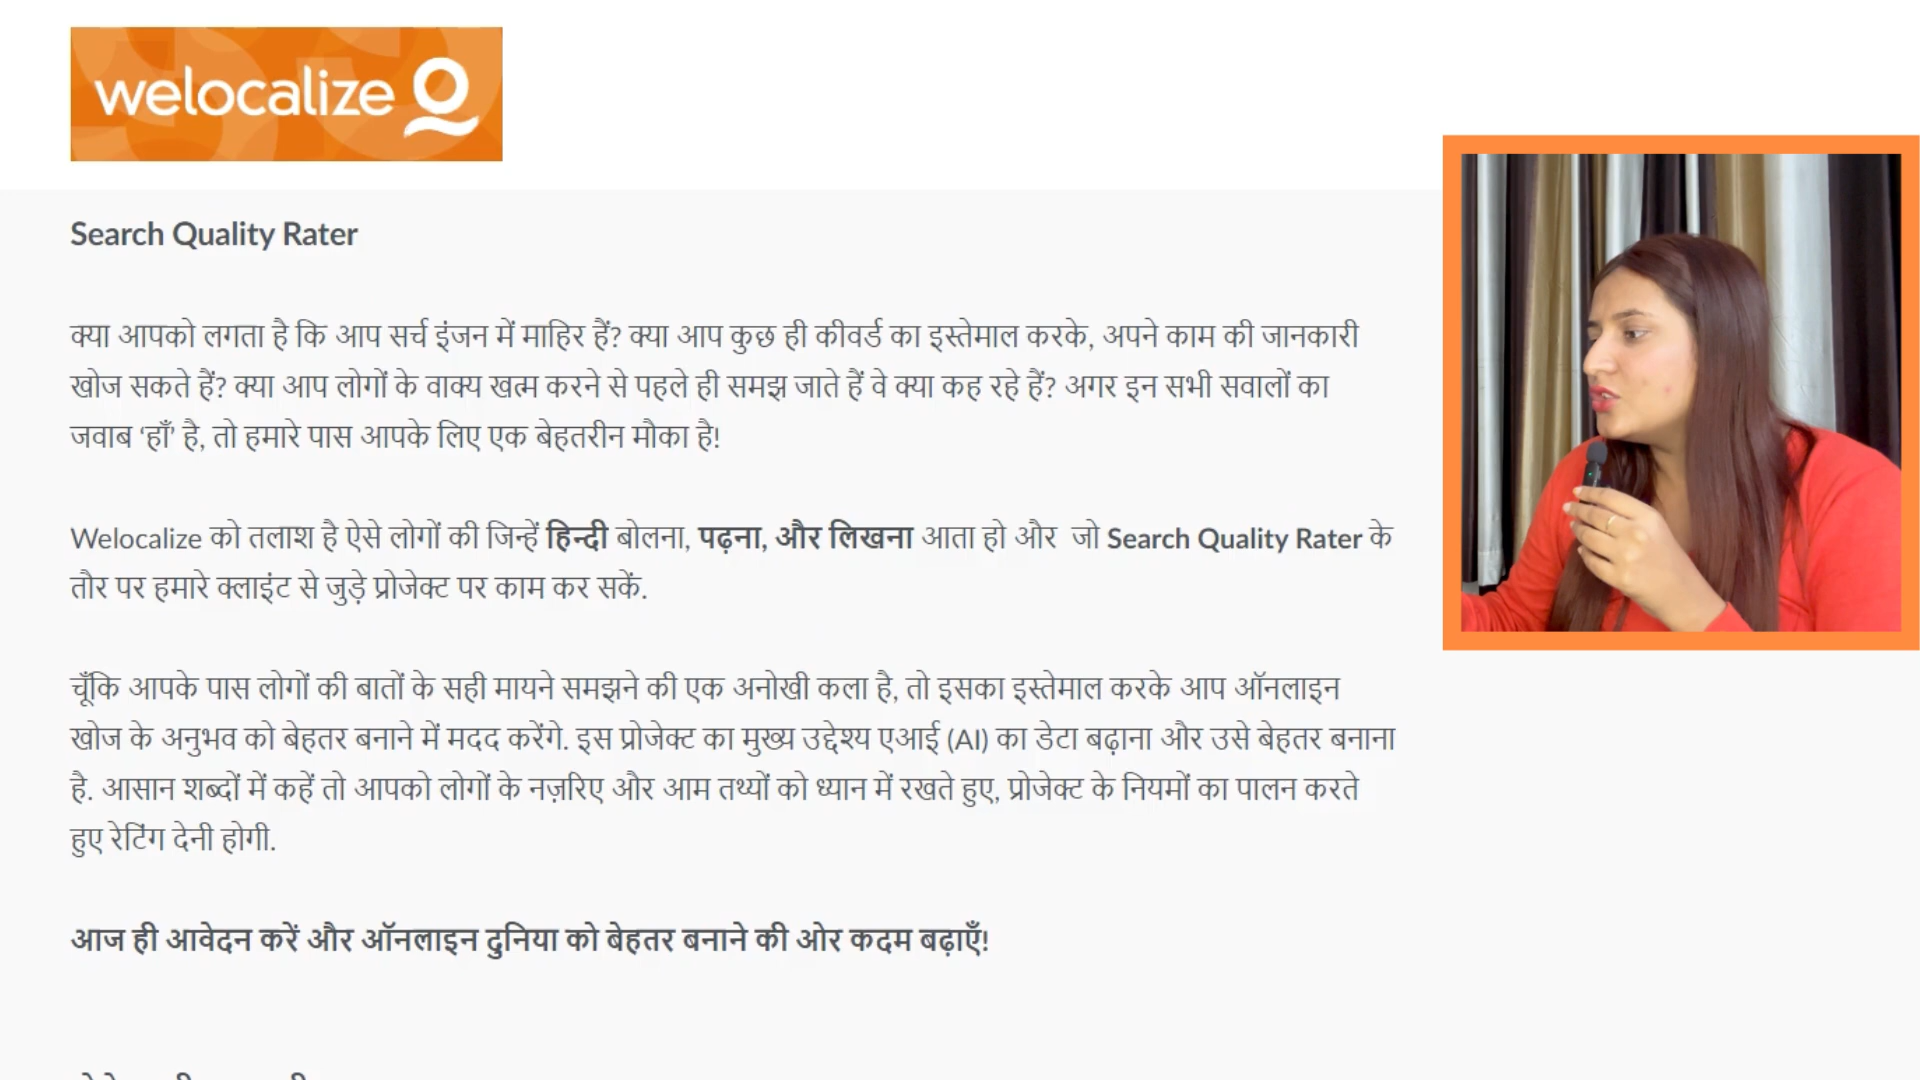 welocalize
Search Quality Rater
क्या आपको लगता है कि आप सर्च इंजन में माहिर हैं? क्या आप कुछ ही कीवर्ड का इस्तेमाल करके, अपने काम की जानकारी
खोज सकते हैं? क्या आप लोगों के वाक्य खत्म करने से पहले ही समझ जाते हैं वे क्या कह रहे हैं? अगर इन सभी सवालों का
जवाब ‘हाँ’ है, तो हमारे पास आपके लिए एक बेहतरीन मौका है!
Welocalize को तलाश है ऐसे लोगों की जिन्हें हिन्दी बोलना, पढ़ना, और लिखना आता हो और जो Search Quality Rater के
तौर पर हमारे क्लाइंट से जुड़े प्रोजेक्ट पर काम कर सकें.
चूँकि आपके पास लोगों की बातों के सही मायने समझने की एक अनोखी कला है, तो इसका इस्तेमाल करके आप ऑनलाइन
खोज के अनुभव को बेहतर बनाने में मदद करेंगे. इस प्रोजेक्ट का मुख्य उद्देश्य एआई (AI) का डेटा बढ़ाना और उसे बेहतर बनाना
है. आसान शब्दों में कहें तो आपको लोगों के नज़रिए और आम तथ्यों को ध्यान में रखते हुए, प्रोजेक्ट के नियमों का पालन करते
हुए रेटिंग देनी होगी.
आज ही आवेदन करें और ऑनलाइन दुनिया को बेहतर बनाने की ओर कदम बढ़ाएँ!